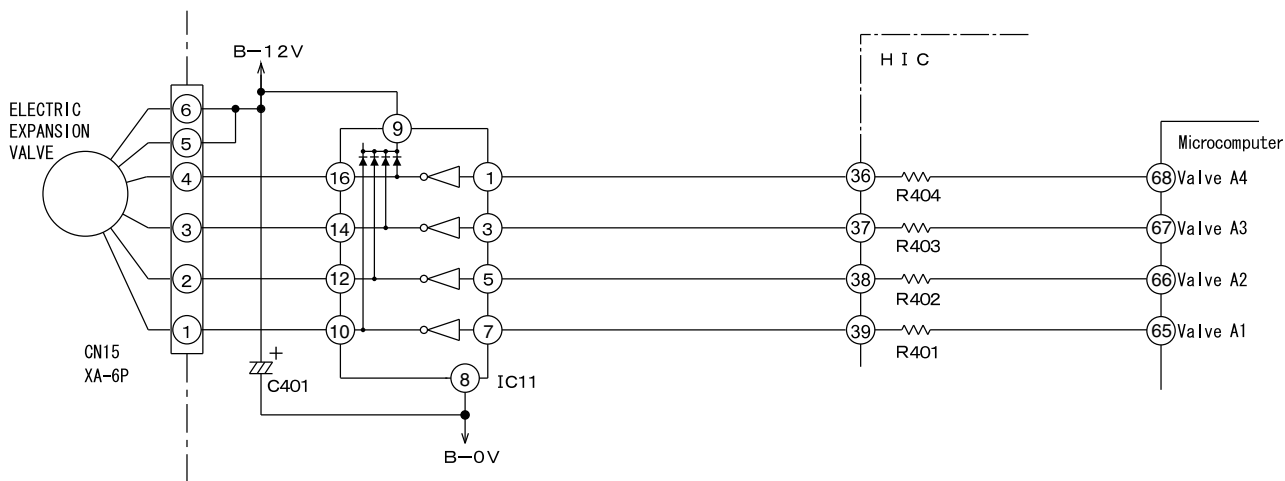 B-12V
HIC
ELECTRIC
EXPANSION
VALVE
Microcomputer
6
5
4
3
2
1
9
16
14
12
10
1
3
5
7
8
36
37
38
39
R404
R403
R402
R401
68 Valve A4
67 Valve A3
66 Valve A2
65 Valve A1
CN15
XA-6P
+
C401
IC11
B-0V